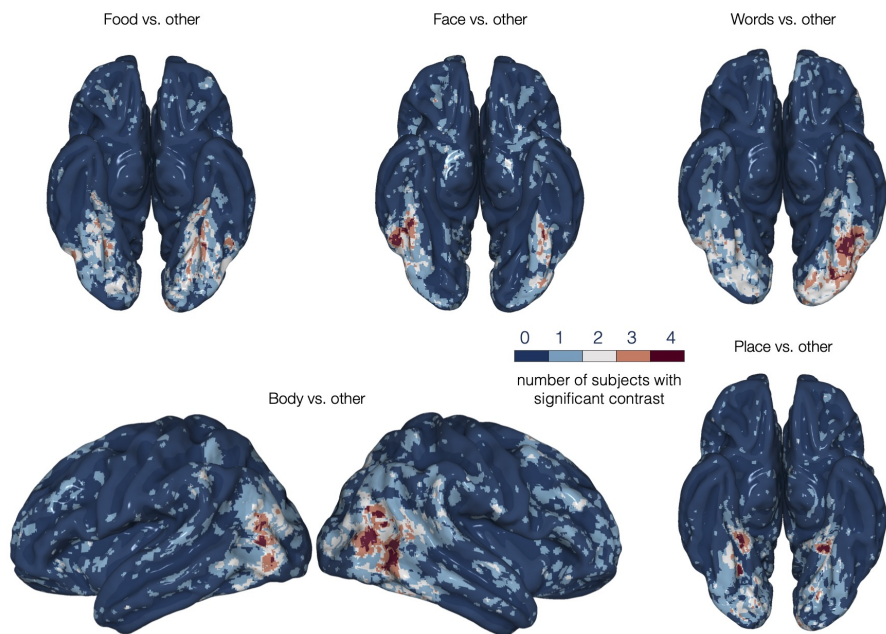 Food vs. other
Face vs. other
Words vs. other
0 1 2 3 4
number of subjects with
significant contrast
Place vs. other
Body vs. other